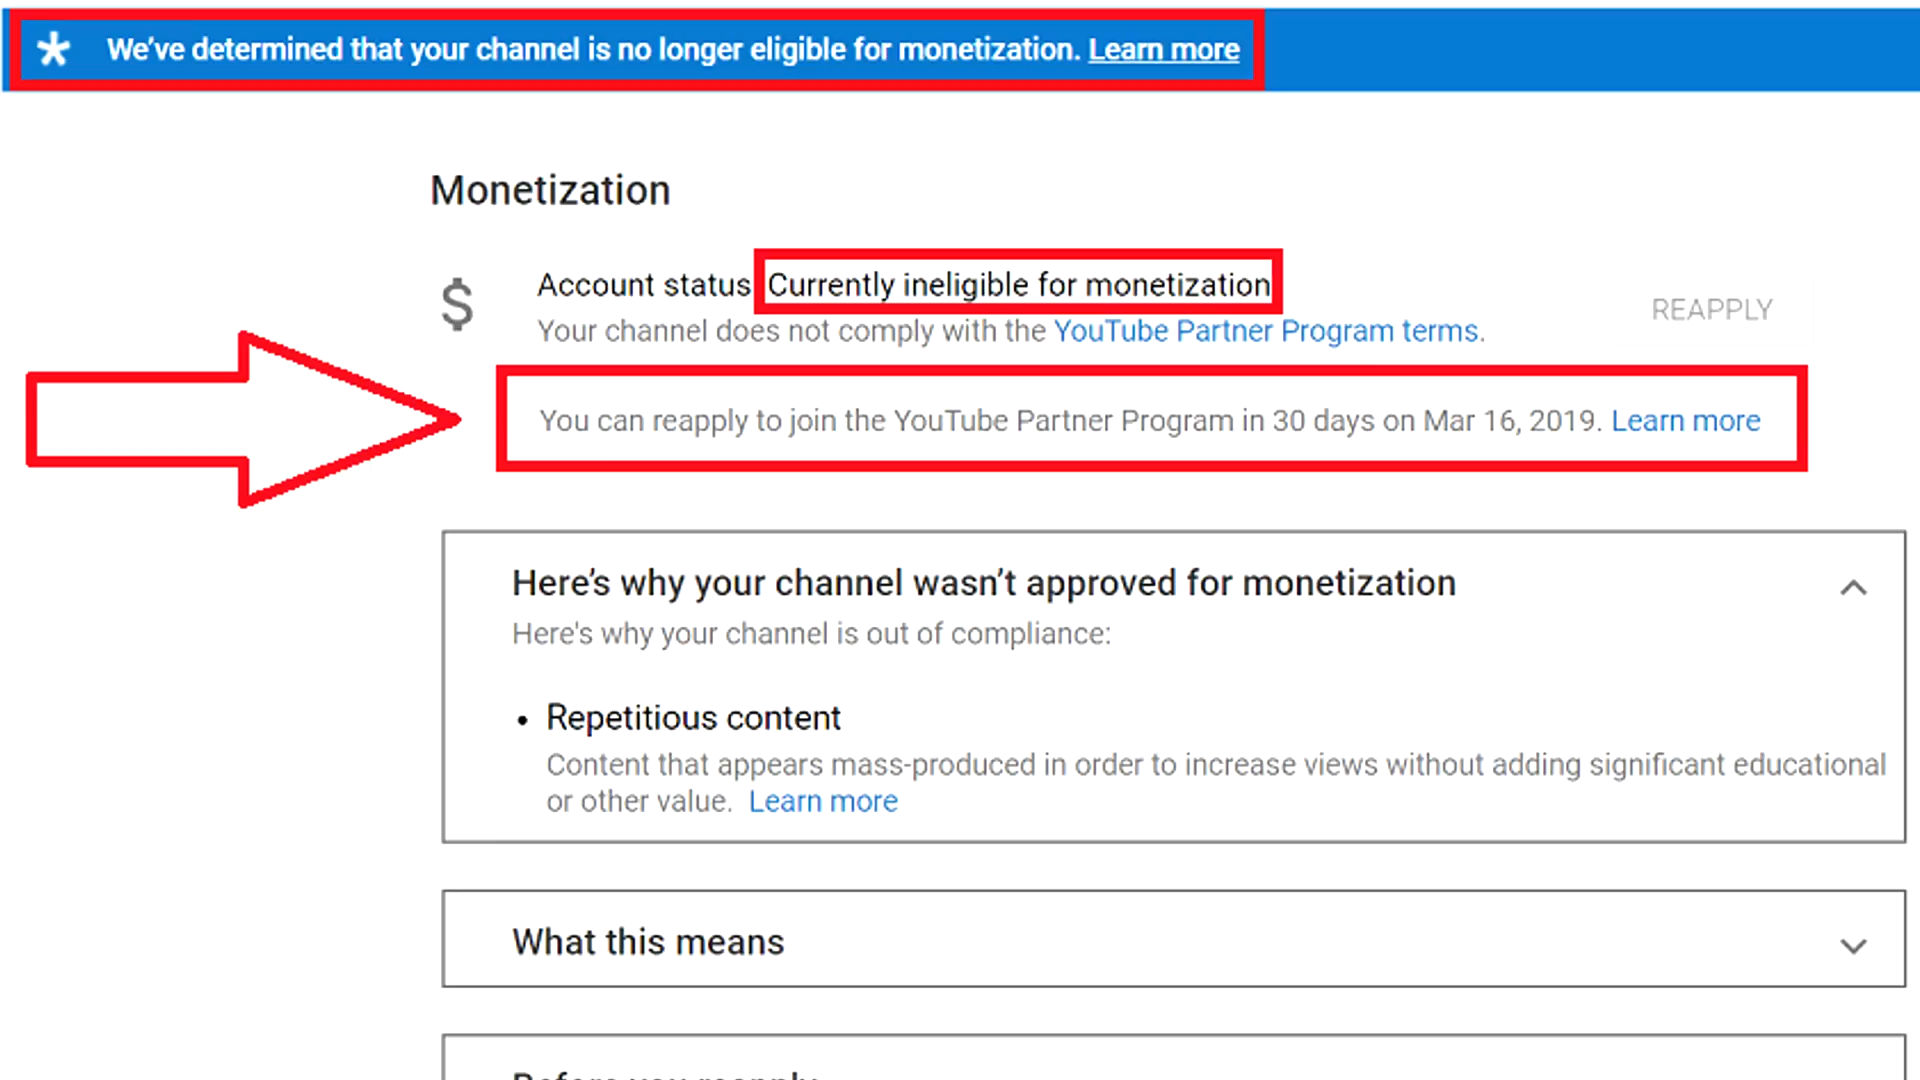 We've determined that your channel is no longer eligible for monetization. Learn more
Monetization
Account status Currently ineligible for monetization
REAPPLY
Your channel does not comply with the YouTube Partner Program terms.
You can reapply to join the YouTube Partner Program in 30 days on Mar 16, 2019. Learn more
Here's why your channel wasn't approved for monetization
Here's why your channel is out of compliance:
• Repetitious content
Content that appears mass-produced in order to increase views without adding significant educational
or other value. Learn more
What this means
Before you reapply